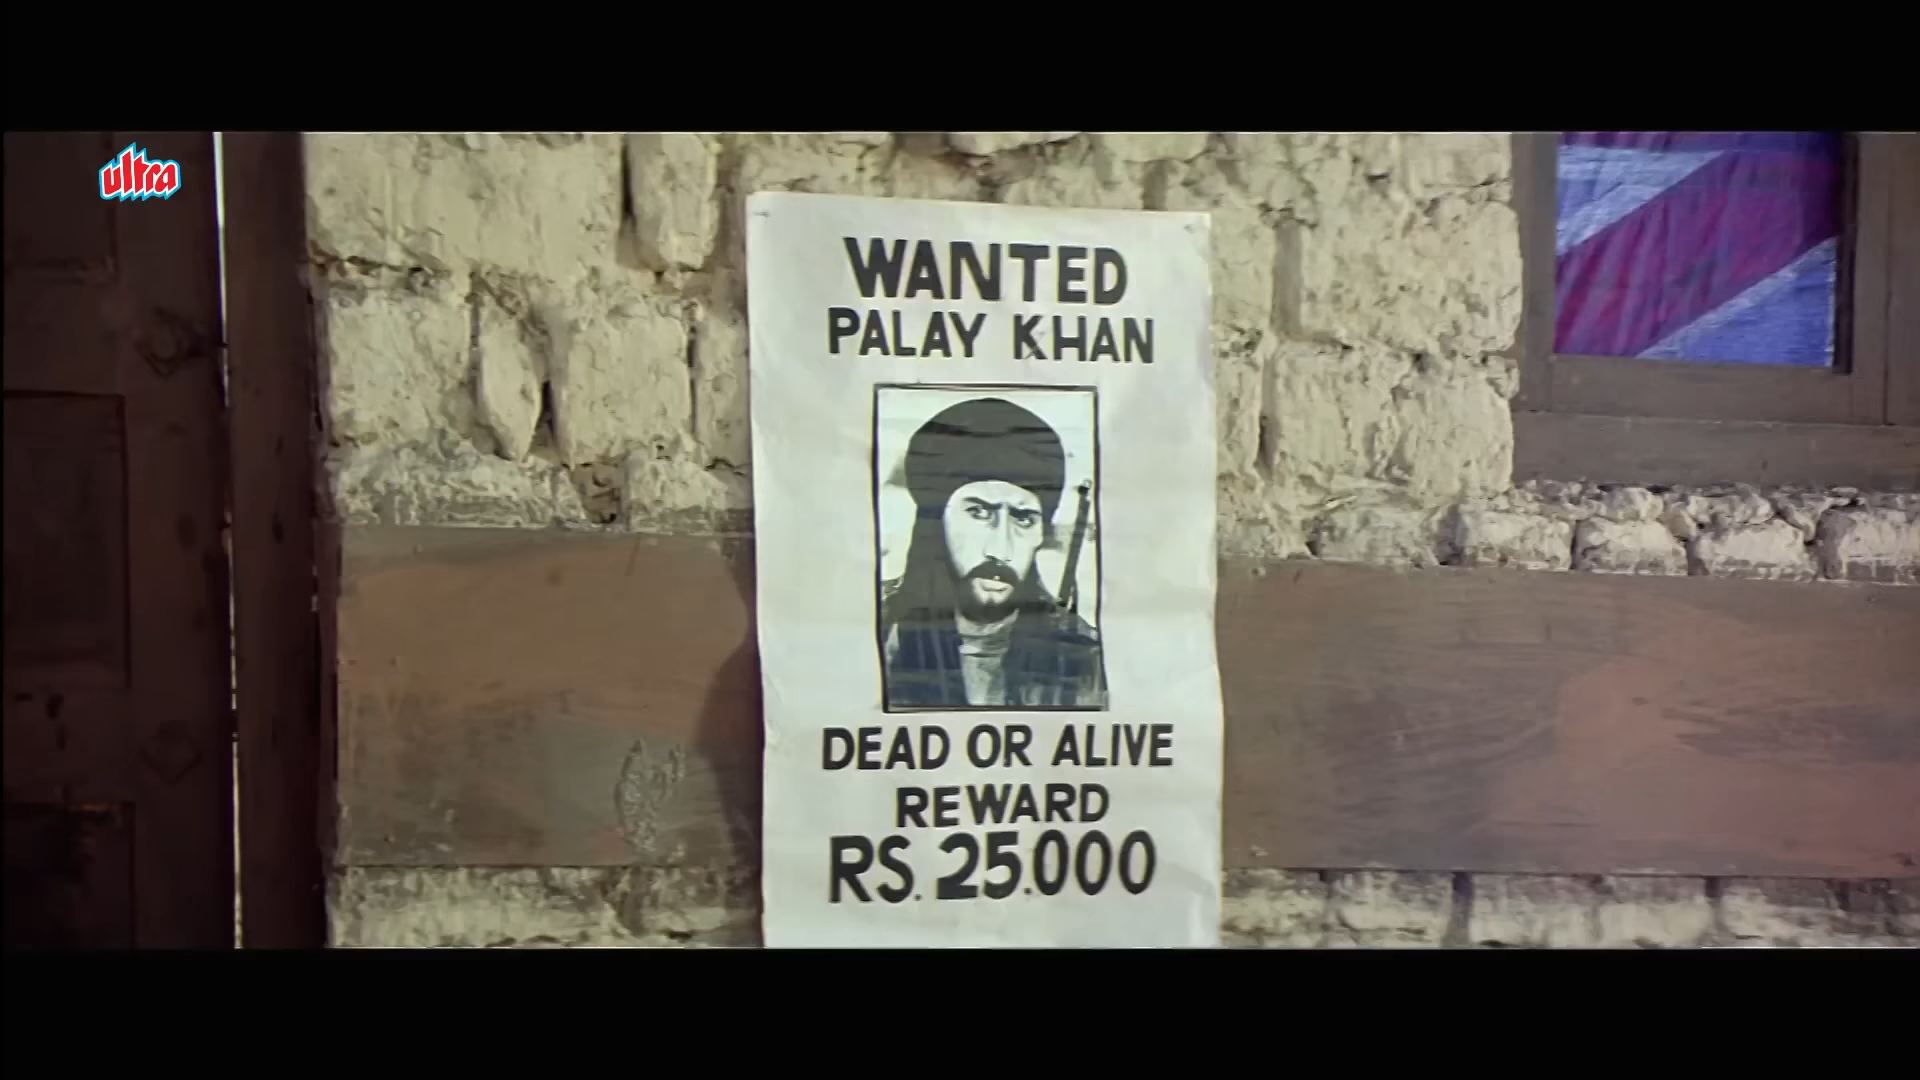 ultra
WANTED
PALAY KHAN
DEAD OR ALIVE
REWARD
RS. 25.000